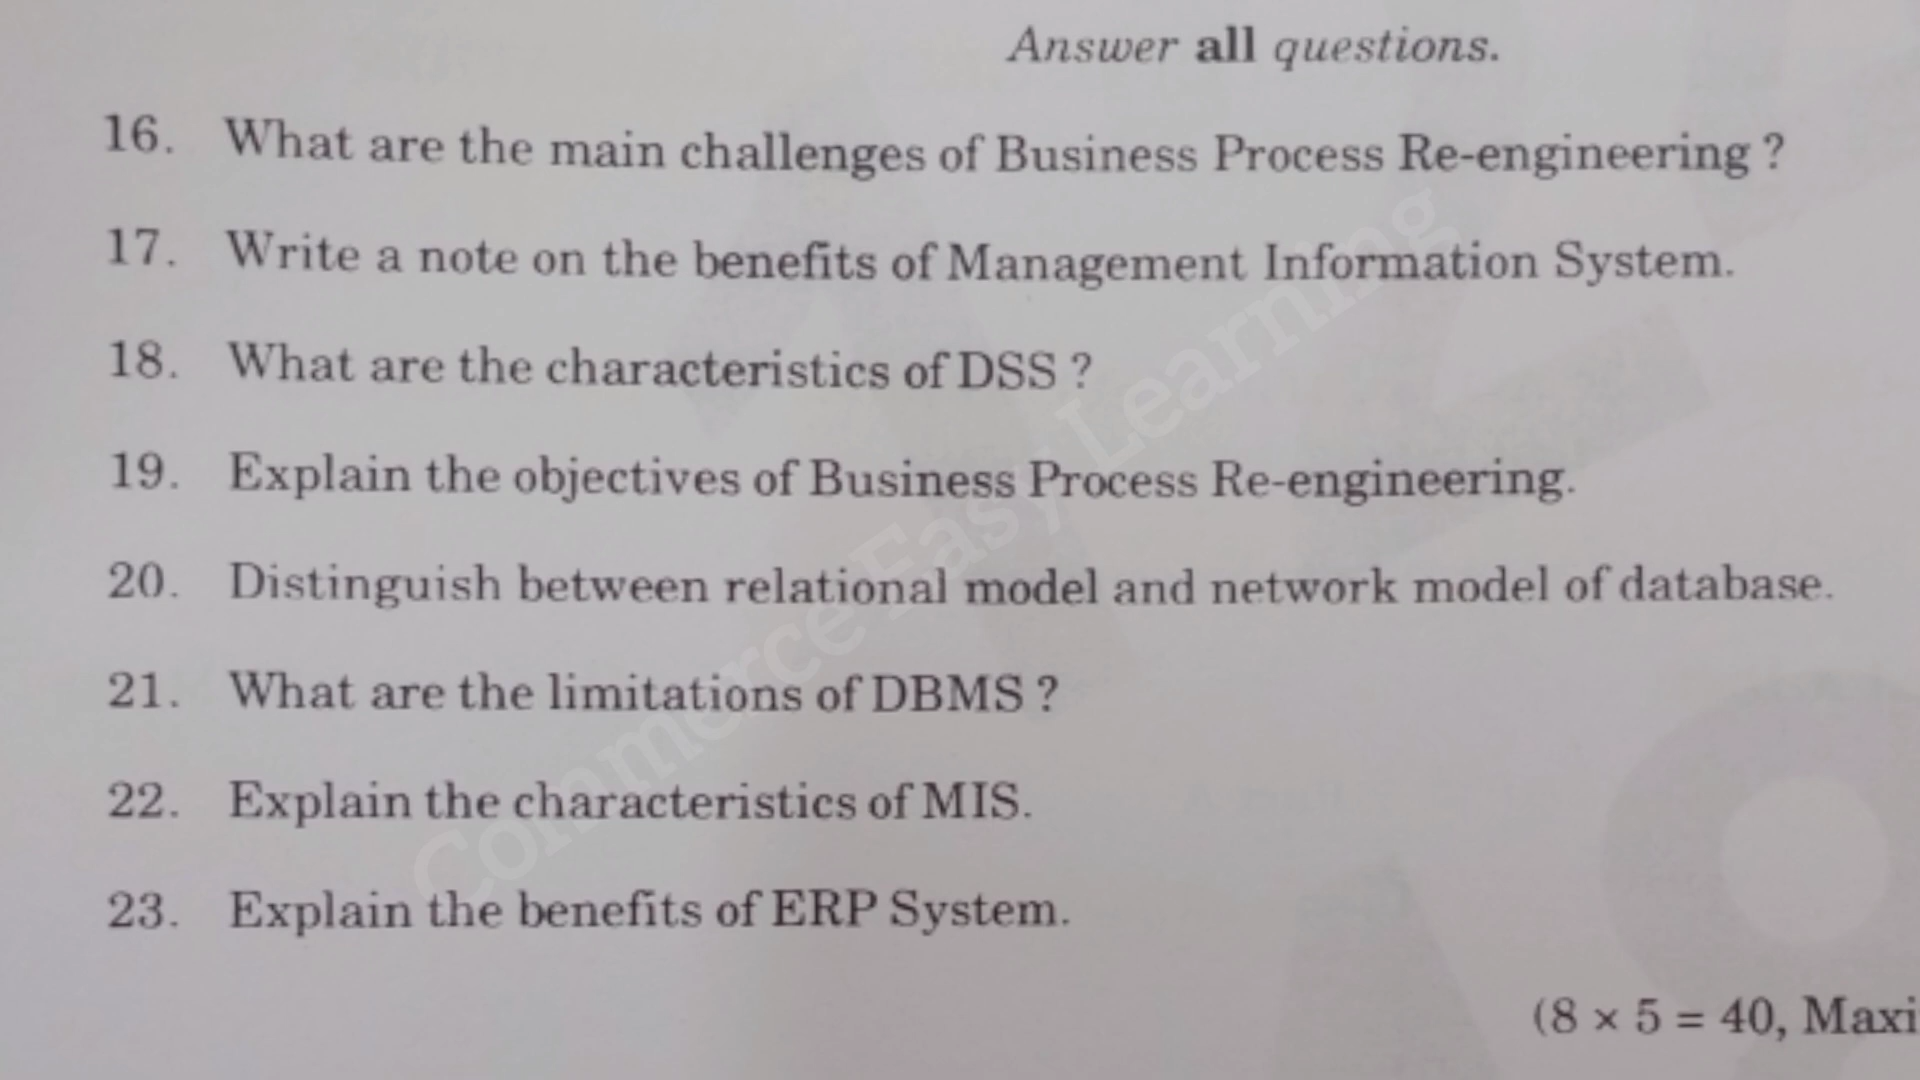 Answer all questions.
16. What are the main challenges of Business Process Re-engineering ?
17. Write a note on the benefits of Management Information System.
18. What are the characteristics of DSS ?
19. Explain the objectives of Business Process Re-engineering.
20. Distinguish between relational model and network model of database.
21. What are the limitations of DBMS ?
22. Explain the characteristics of MIS.
23. Explain the benefits of ERP System.
(8 × 5 = 40, Maxi
Commerce Easy Learning